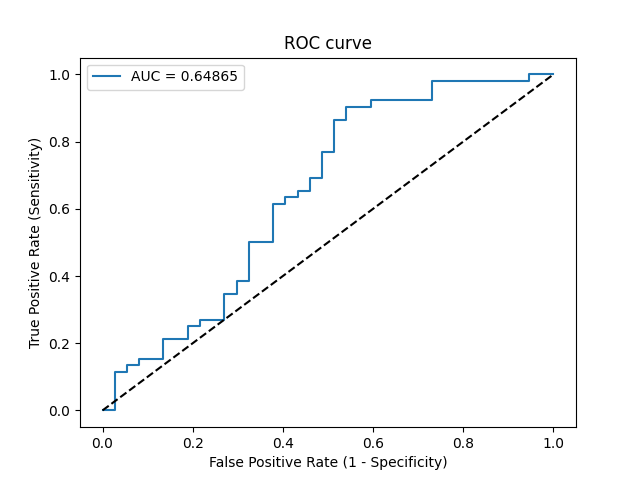 ROC curve
AUC = 0.64865
True Positive Rate (Sensitivity)
1.0
0.8
0.6
0.4
0.2
0.0
0.0 0.2 0.4 0.6 0.8 1.0
False Positive Rate (1 - Specificity)